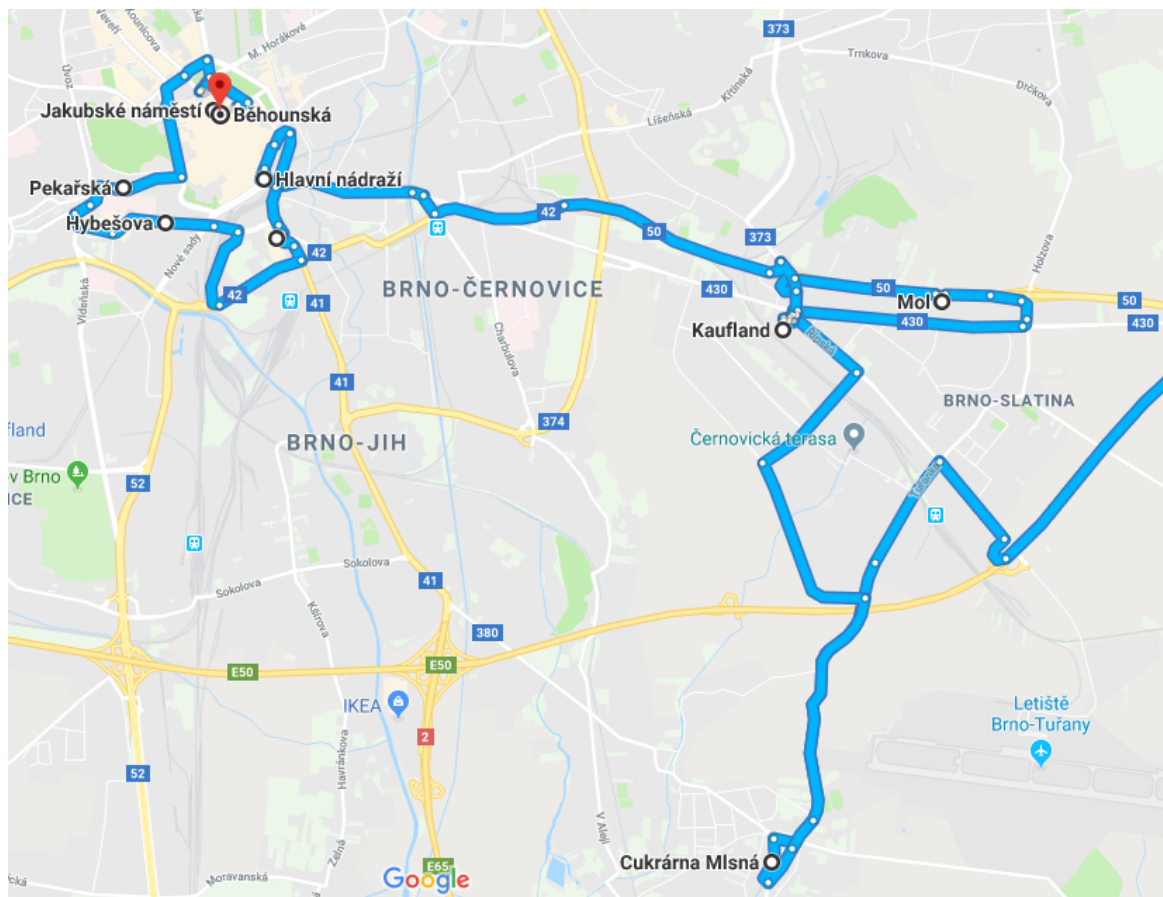 Veveří
Kounicova
M. Horákové
373
Trnkova
Úvoz
Křtinská
Drčkova
Jakubské náměstí
Běhounská
Líšeňská
Pekařská
Hlavní nádraží
Hybešova
42
373
Holzova
50
Nové sady
42
BRNO-ČERNOVICE
430
50
Mol
50
Vídeňská
42
41
Kaufland
430
430
Řípská
Charbulova
41
BRNO-SLATINA
374
fland
BRNO-JIH
Černovická terasa
v Brno
ICE
52
Tuřanka
Sokolova
Sokolova
41
Kšírova
380
E50
E50
IKEA
Letiště
Brno-Tuřany
2
Havránkova
52
V Aleji
Zelná
Cukrárna Mlsná
E65
Moravanská
Google